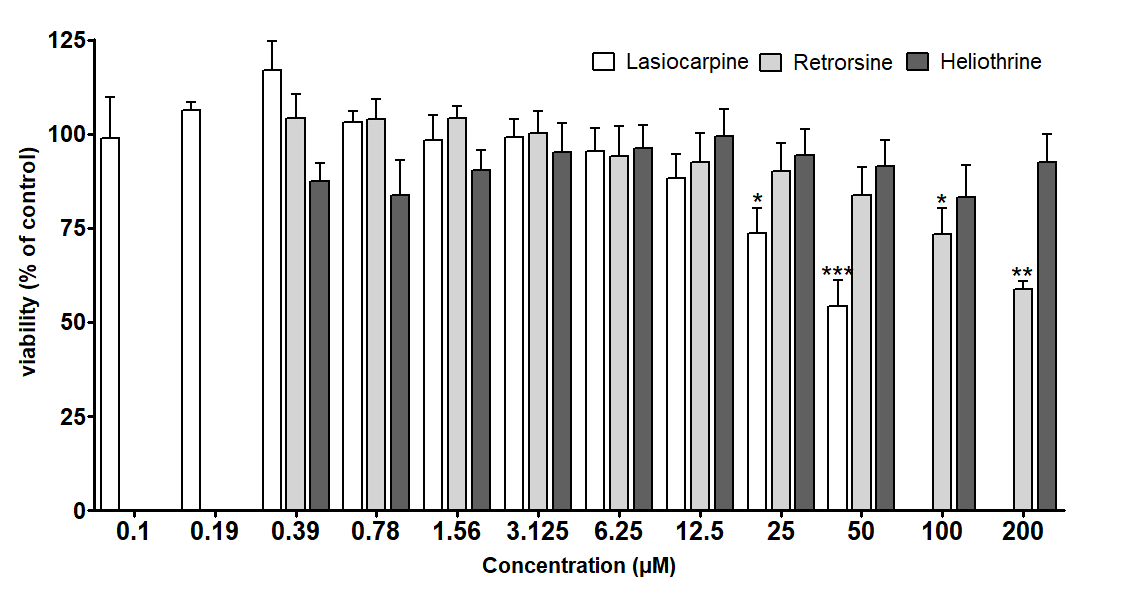 125
100
75
50
25
0
viability (% of control)
Lasiocarpine Retrorsine Heliothrine
*
***
*
**
0.1 0.19 0.39 0.78 1.56 3.125 6.25 12.5 25 50 100 200
Concentration (µM)